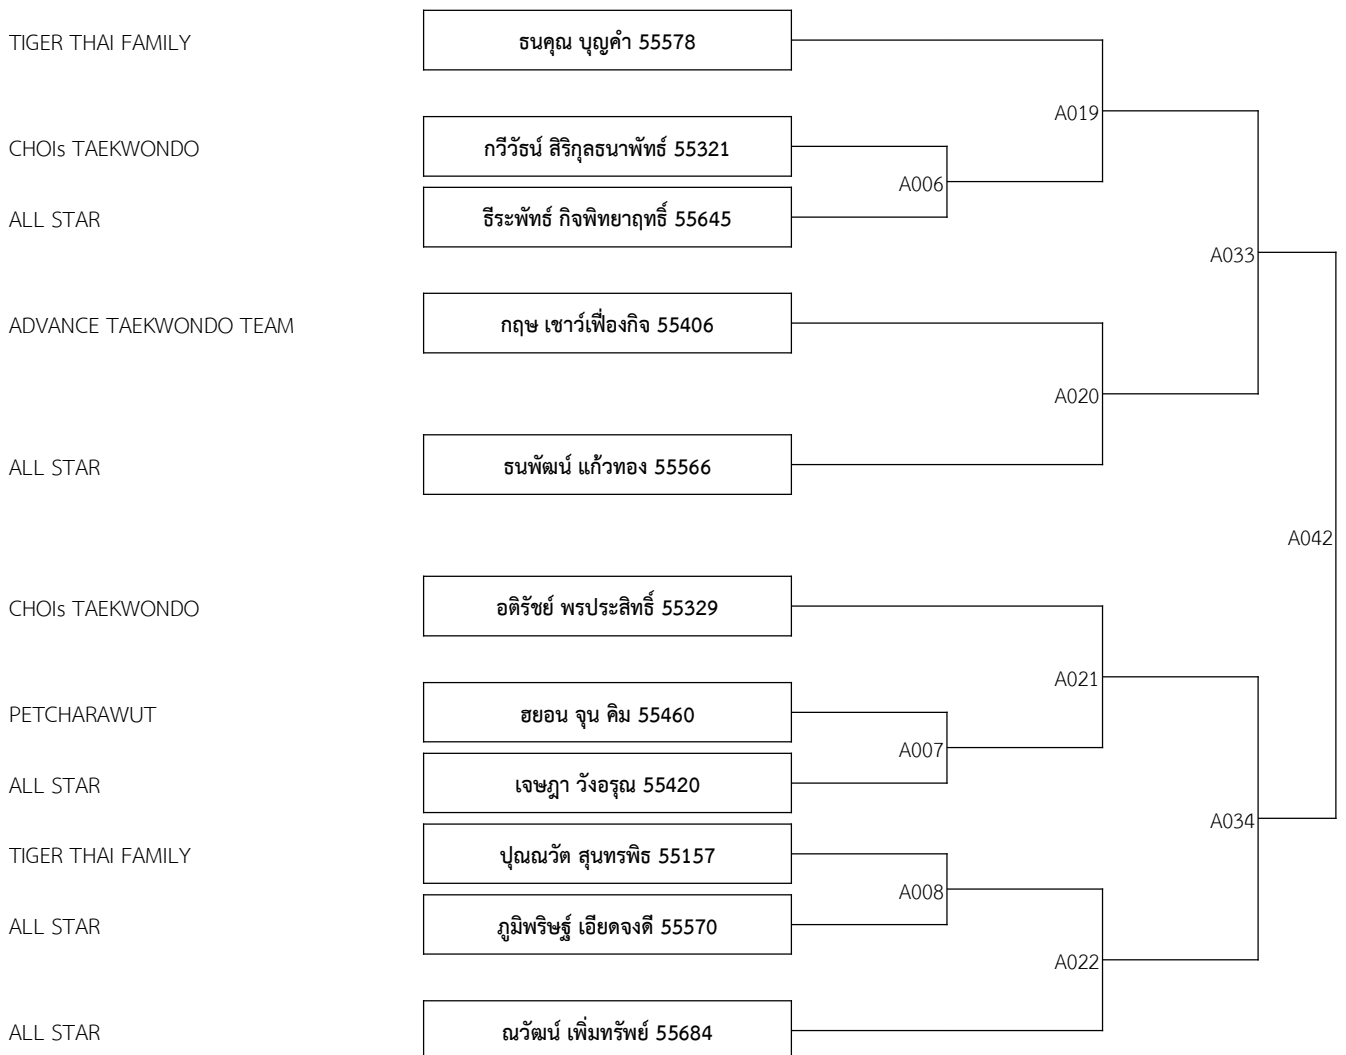 TIGER THAI FAMILY
ธนคุณ บุญคำ 55578
A019
CHOIs TAEKWONDO
กวีวัธน์ สิริกุลธนาพัทธ์ 55321
A006
ALL STAR
ธีระพัทธ์ กิจพิทยาฤทธิ์ 55645
A033
ADVANCE TAEKWONDO TEAM
กฤษ เชาว์เฟื่องกิจ 55406
A020
ALL STAR
ธนพัฒน์ แก้วทอง 55566
A042
CHOIs TAEKWONDO
อติรัชย์ พรประสิทธิ์ 55329
A021
PETCHARAWUT
ฮยอน จุน คิม 55460
A007
ALL STAR
เจษฎา วังอรุณ 55420
A034
TIGER THAI FAMILY
ปุณณวัต สุนทรพิธ 55157
A008
ALL STAR
ภูมิพริษฐ์ เอียดจงดี 55570
A022
ALL STAR
ณวัฒน์ เพิ่มทรัพย์ 55684